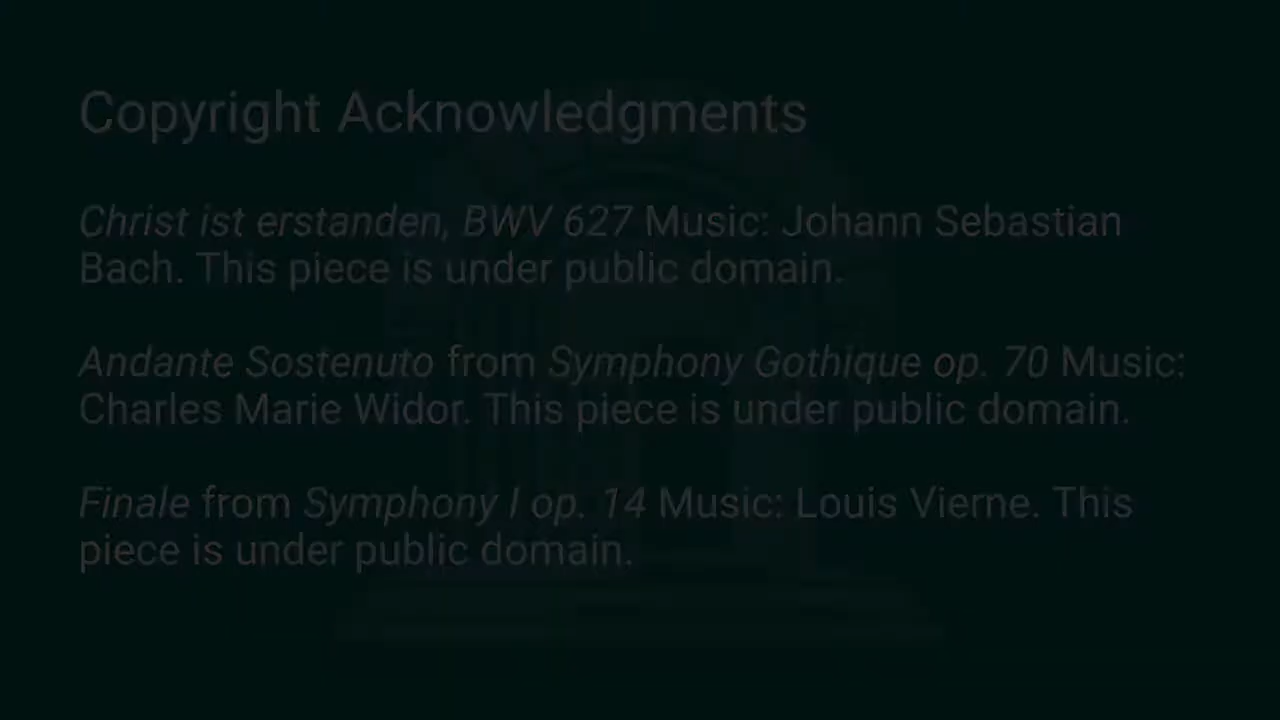 Copyright Acknowledgments
Christ ist erstanden, BWV 627 Music: Johann Sebastian
Bach. This piece is under public domain.
Andante Sostenuto from Symphony Gothique op. 70 Music:
Charles Marie Widor. This piece is under public domain.
Finale from Symphony I op. 14 Music: Louis Vierne. This
piece is under public domain.